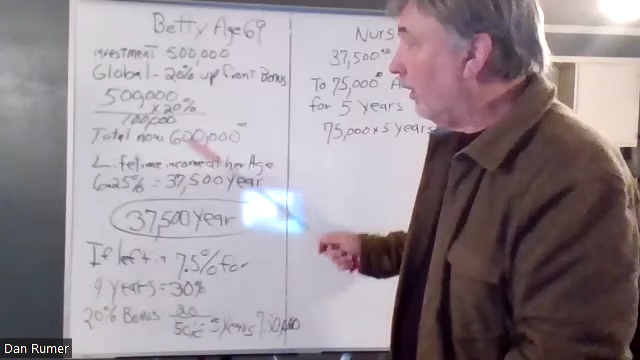 Betty Age 69
investment 500,000
Global - 20% up front Bonus
500,000
x 20%
100,000
Total now 600,000
Lifetime income at her Age
6.25% = 37,500 year
37,500 year
If left in 7.5% for
4 years = 30%
20% Bonus 20
50% = 5 years 750,000
Nurs
37,500
To 75,000
for 5 years
75,000 x 5 years
Dan Rumer